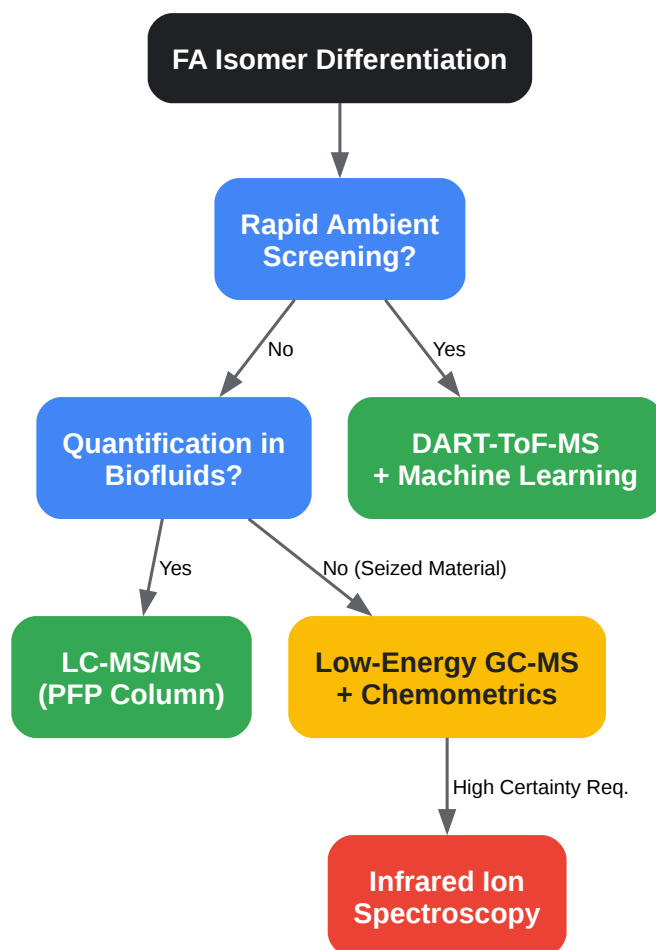 FA Isomer Differentiation
Rapid Ambient
Screening?
No
Yes
Quantification in
Biofluids?
DART-ToF-MS
+ Machine Learning
Yes
No (Seized Material)
LC-MS/MS
(PFP Column)
Low-Energy GC-MS
+ Chemometrics
High Certainty Req.
Infrared Ion
Spectroscopy